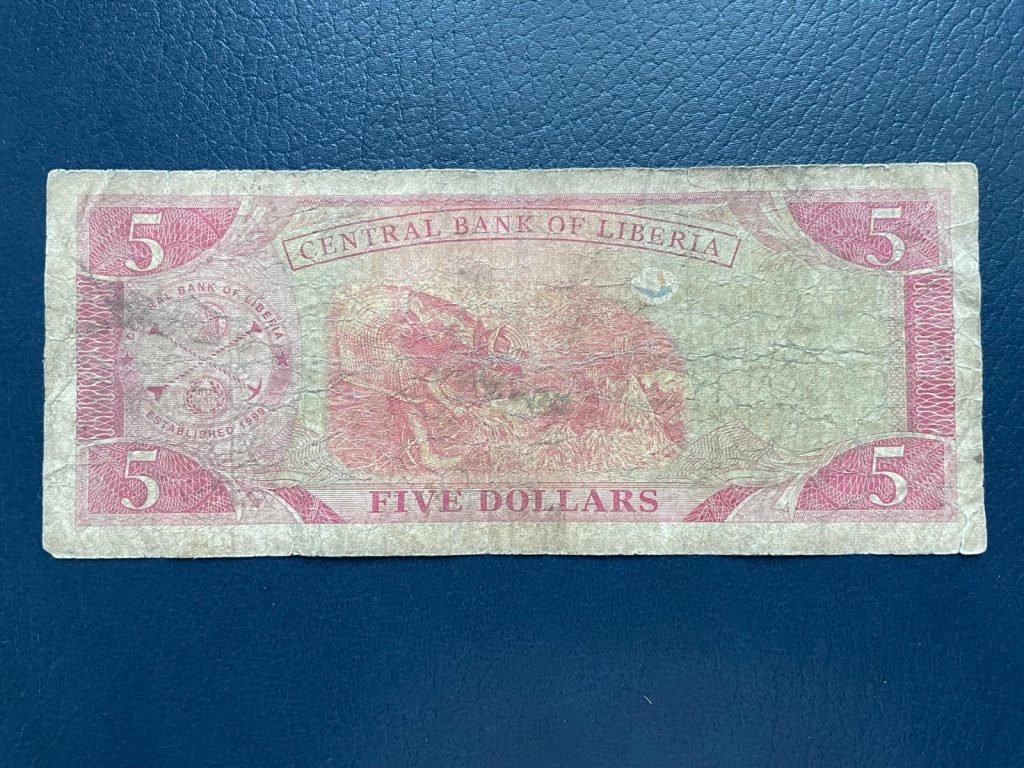 5 5
CENTRAL BANK OF LIBERIA
CENTRAL BANK OF LIBERIA
ESTABLISHED 1999
5 5
FIVE DOLLARS